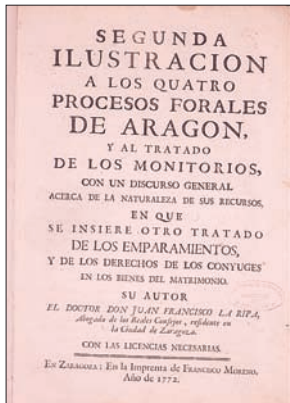 SEGUNDA
ILUSTRACION
A LOS QUATRO
PROCESOS FORALES
DE ARAGON,
Y AL TRATADO
DE LOS MONITORIOS,
CON UN DISCURSO GENERAL
ACERCA DE LA NATURALEZA DE SUS RECURSOS,
EN QUE
SE INSIERE OTRO TRATADO
DE LOS EMPARAMIENTOS,
Y DE LOS DERECHOS DE LOS CONYUGES
EN LOS BIENES DEL MATRIMONIO.
SU AUTOR
EL DOCTOR DON JUAN FRANCISCO LA RIPA,
Abogado de los Reales Consejos, residente en
la Ciudad de Zaragoza.
CON LAS LICENCIAS NECESARIAS.
EN ZARAGOZA: En la Imprenta de FRANCISCO MORENO.
Año de 1772.